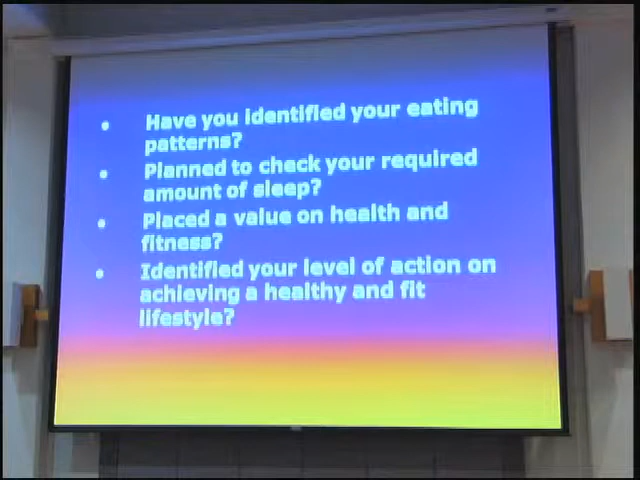 • Have you identified your eating
patterns?
• Planned to check your required
amount of sleep?
• Placed a value on health and
fitness?
• Identified your level of action on
achieving a healthy and fit
lifestyle?